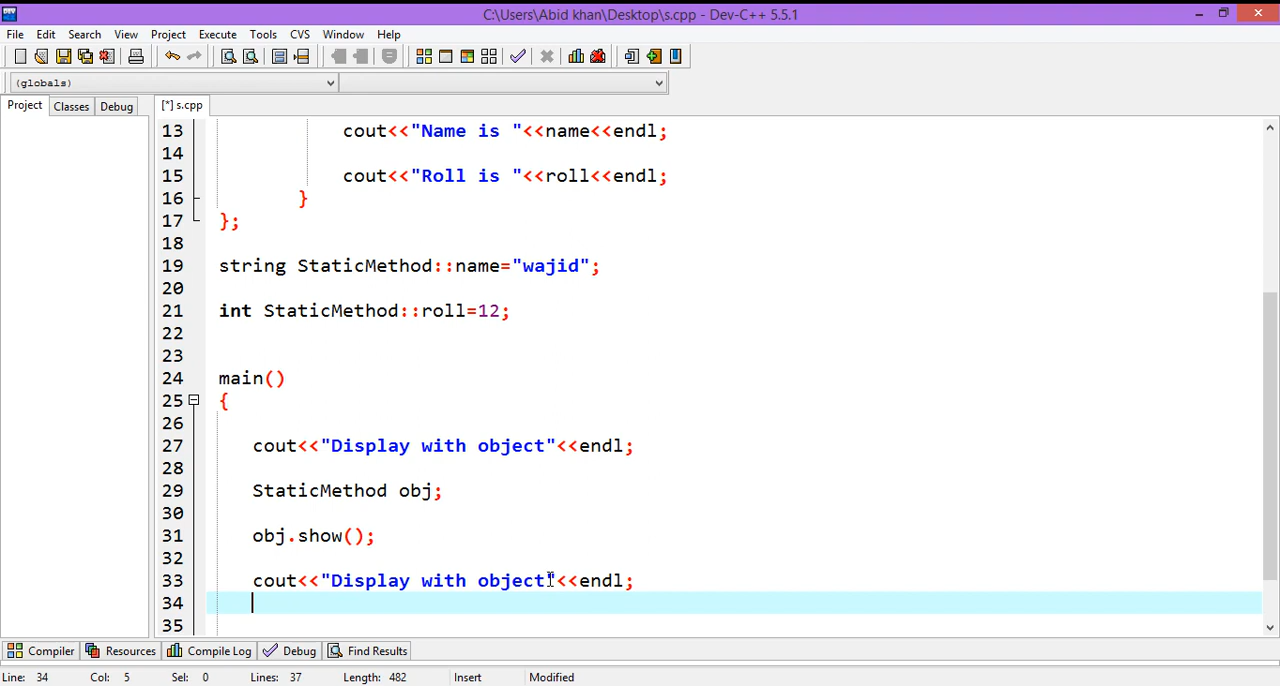 C:\Users\Abid khan\Desktop\s.cpp - Dev-C++ 5.5.1
File Edit Search View Project Execute Tools CVS Window Help
(globals)
Project Classes Debug [*] s.cpp
13 cout<<"Name is "<<name<<endl;
14
15 cout<<"Roll is "<<roll<<endl;
16 }
17 };
18
19 string StaticMethod::name="wajid";
20
21 int StaticMethod::roll=12;
22
23
24 main()
25 {
26
27 cout<<"Display with object"<<endl;
28
29 StaticMethod obj;
30
31 obj.show();
32
33 cout<<"Display with object"<<endl;
34
35
Compiler Resources Compile Log Debug Find Results
Line: 34 Col: 5 Sel: 0 Lines: 37 Length: 482 Insert Modified